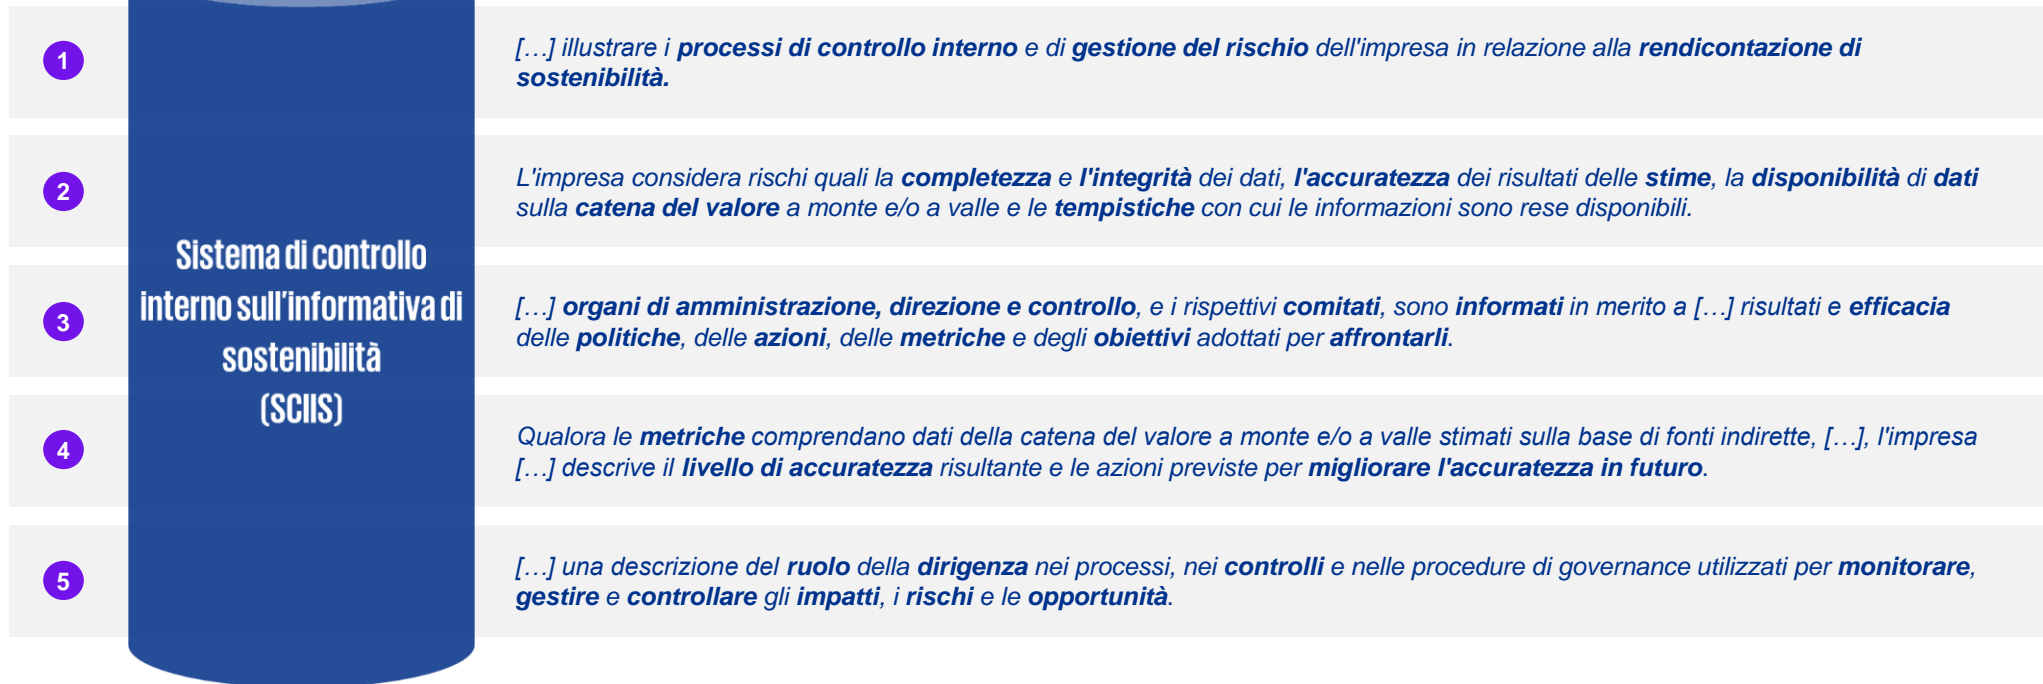 1
[…] illustrare i processi di controllo interno e di gestione del rischio dell'impresa in relazione alla rendicontazione di
sostenibilità.
2
L'impresa considera rischi quali la completezza e l'integrità dei dati, l'accuratezza dei risultati delle stime, la disponibilità di dati
sulla catena del valore a monte e/o a valle e le tempistiche con cui le informazioni sono rese disponibili.
Sistema di controllo
interno sull'informativa di
sostenibilità
(SCIIS)
3
[…] organi di amministrazione, direzione e controllo, e i rispettivi comitati, sono informati in merito a […] risultati e efficacia
delle politiche, delle azioni, delle metriche e degli obiettivi adottati per affrontarli.
4
Qualora le metriche comprendano dati della catena del valore a monte e/o a valle stimati sulla base di fonti indirette, […], l'impresa
[…] descrive il livello di accuratezza risultante e le azioni previste per migliorare l'accuratezza in futuro.
5
[…] una descrizione del ruolo della dirigenza nei processi, nei controlli e nelle procedure di governance utilizzati per monitorare,
gestire e controllare gli impatti, i rischi e le opportunità.